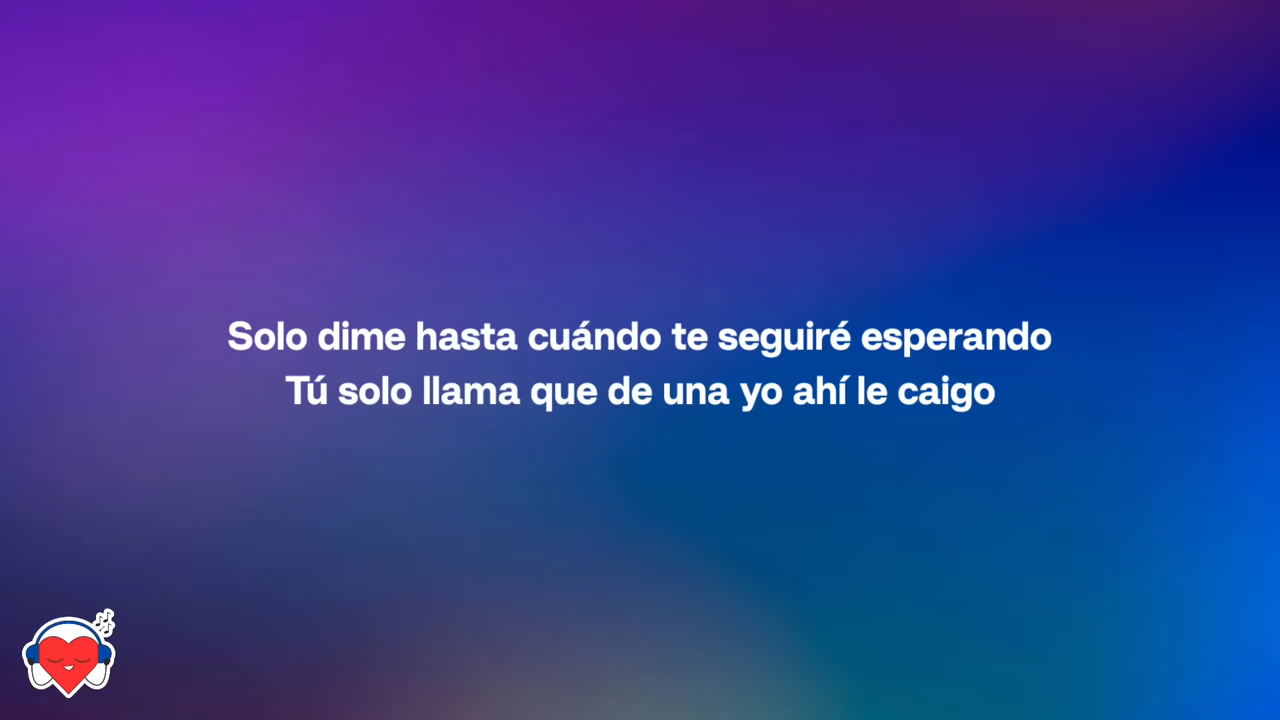 Solo dime hasta cuándo te seguiré esperando
Tú solo llama que de una yo ahí le caigo